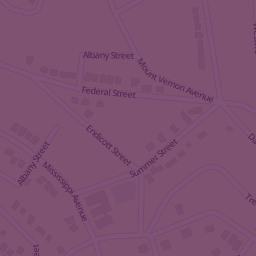 Albany Street
Mount Vernon Avenue
Federal Street
Endicott Street
Summer Street
Albany Street
Mississippi Avenue